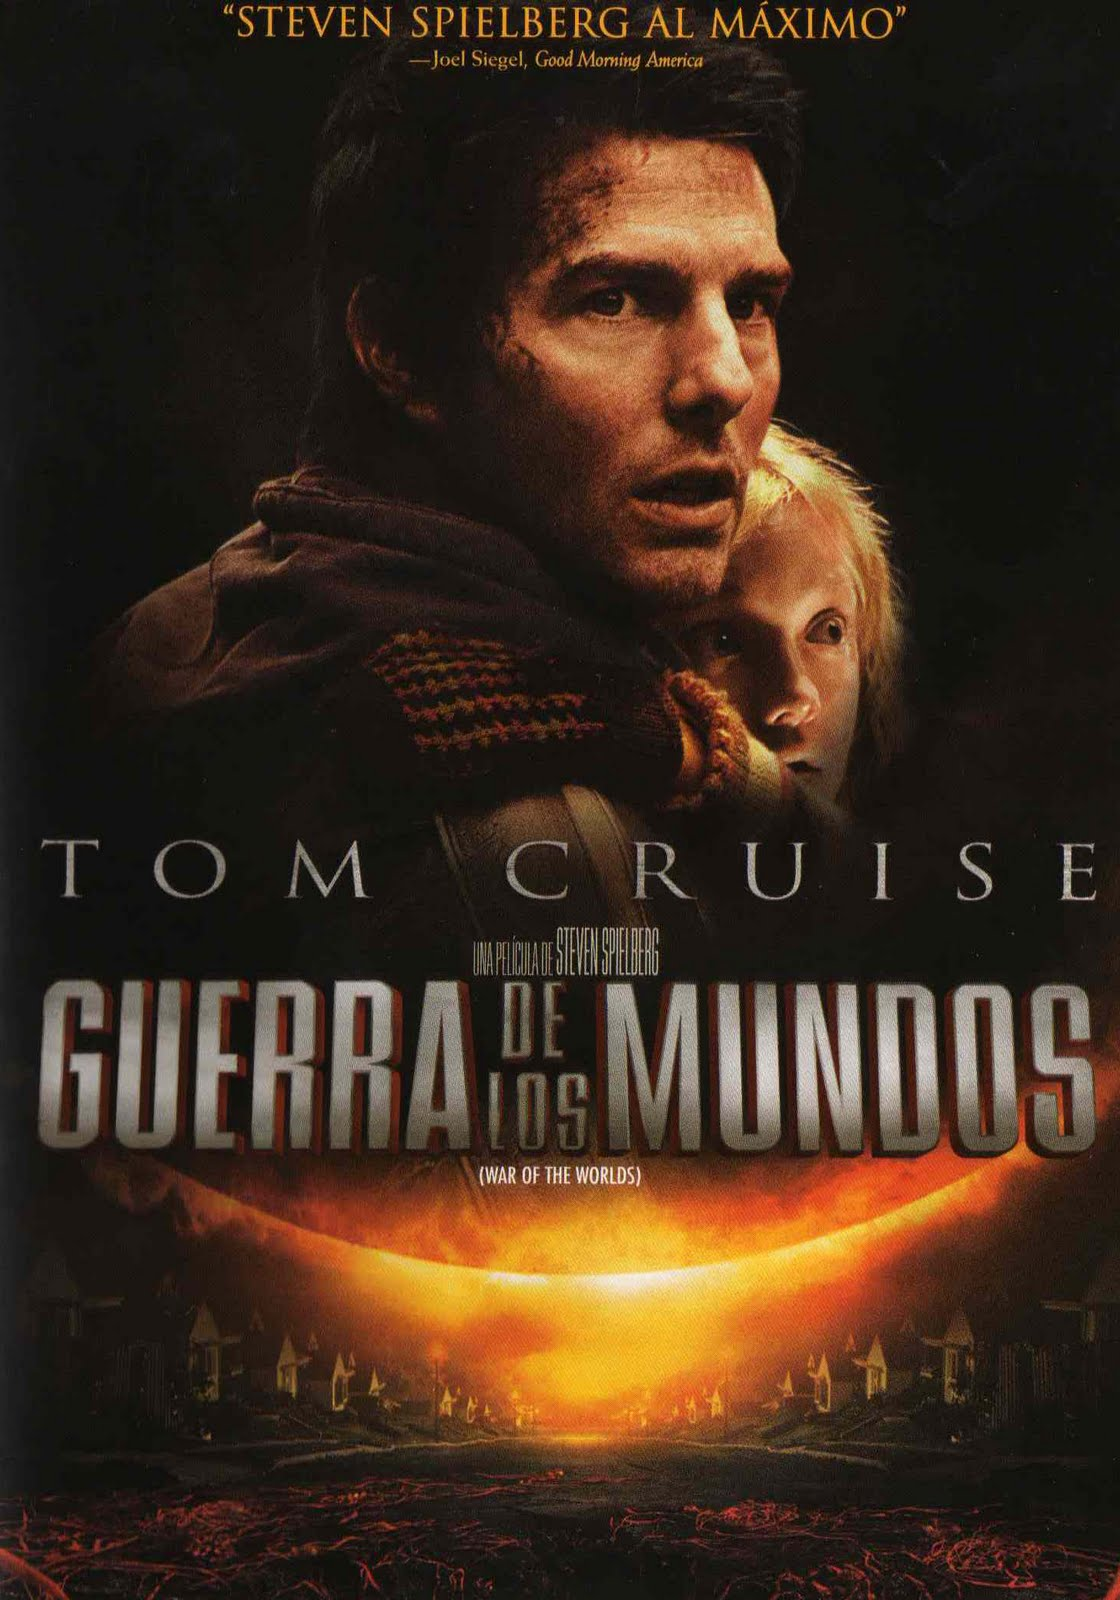 “STEVEN SPIELBERG AL MÁXIMO”
—Joel Siegel, Good Morning America
TOM CRUISE
UNA PELÍCULA DE STEVEN SPIELBERG
GUERRA DE LOS MUNDOS
(WAR OF THE WORLDS)